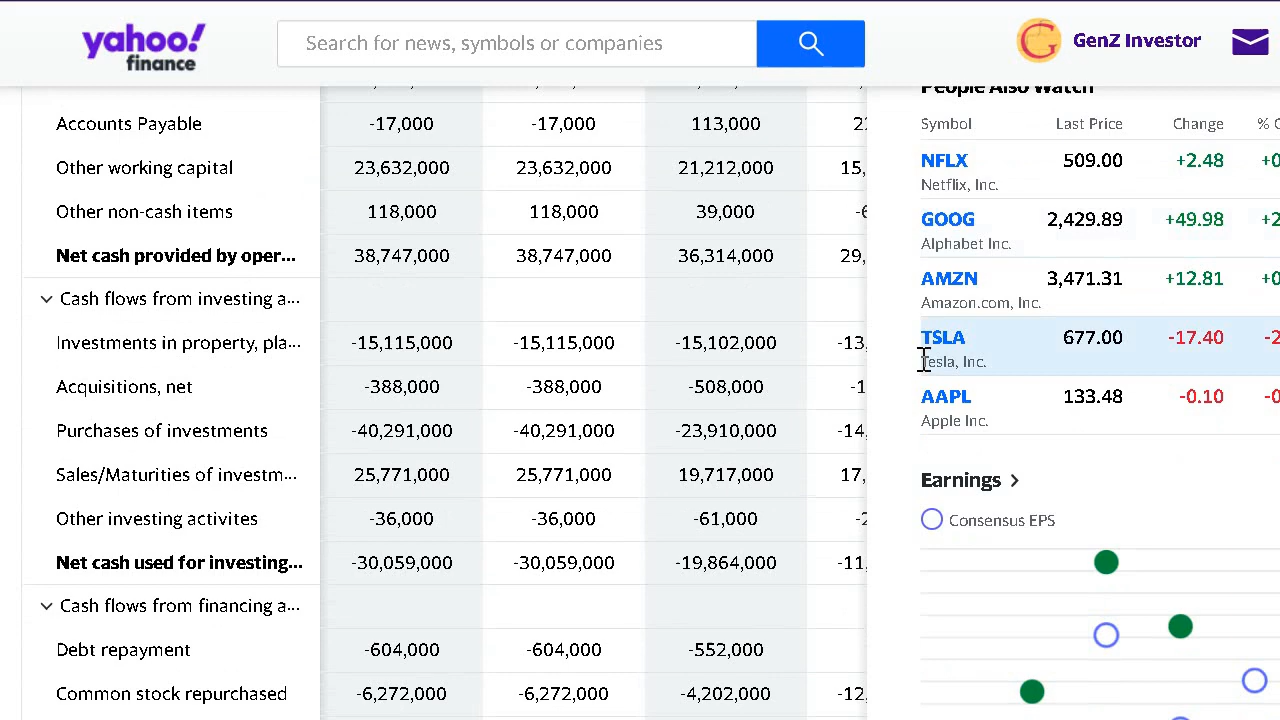 yahoo!
finance
Search for news, symbols or companies
GenZ Investor
People Also Watch
Symbol Last Price Change %
Accounts Payable -17,000 -17,000 113,000
Other working capital 23,632,000 23,632,000 21,212,000 15,
Other non-cash items 118,000 118,000 39,000
Net cash provided by oper... 38,747,000 38,747,000 36,314,000 29,
Cash flows from investing a...
Investments in property, pla... -15,115,000 -15,115,000 -15,102,000 -13,
Acquisitions, net -388,000 -388,000 -508,000 -1
Purchases of investments -40,291,000 -40,291,000 -23,910,000 -14,
Sales/Maturities of investm... 25,771,000 25,771,000 19,717,000 17,
Other investing activites -36,000 -36,000 -61,000 -2
Net cash used for investing... -30,059,000 -30,059,000 -19,864,000 -11,
Cash flows from financing a...
Debt repayment -604,000 -604,000 -552,000
Common stock repurchased -6,272,000 -6,272,000 -4,202,000 -12,
NFLX 509.00 +2.48
Netflix, Inc.
GOOG 2,429.89 +49.98
Alphabet Inc.
AMZN 3,471.31 +12.81
Amazon.com, Inc.
TSLA 677.00 -17.40
Tesla, Inc.
AAPL 133.48 -0.10
Apple Inc.
Earnings
Consensus EPS